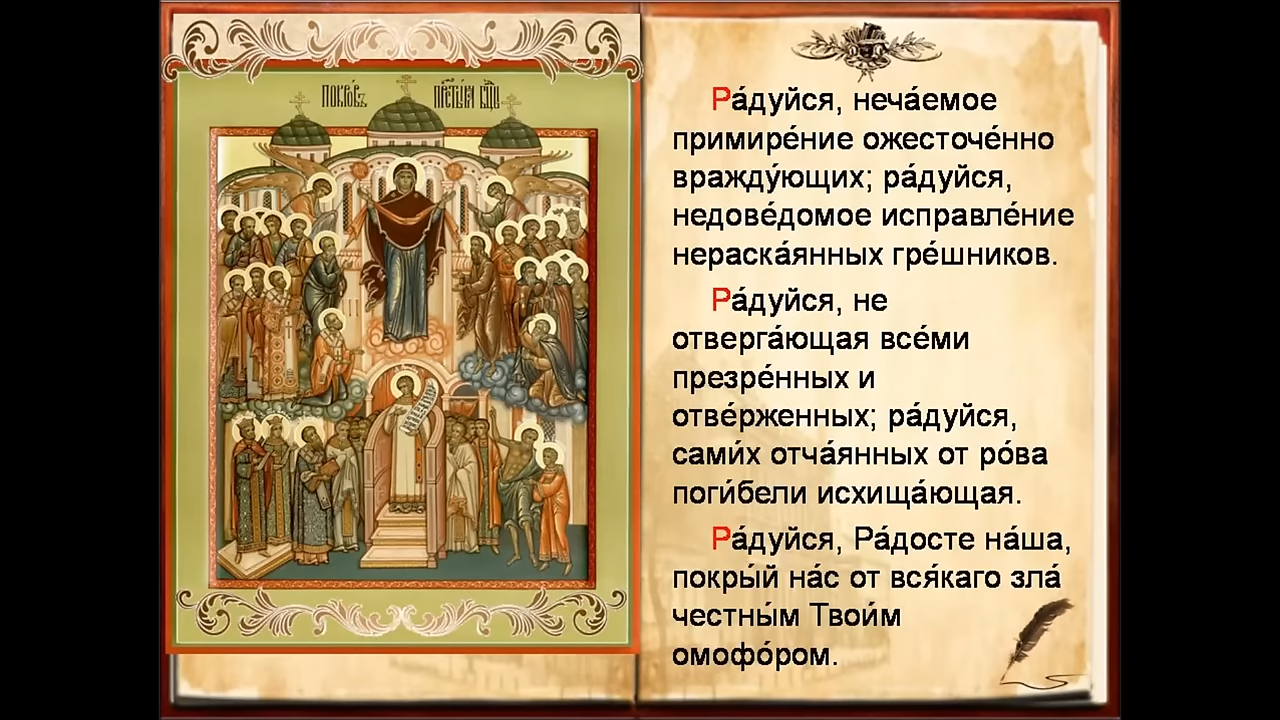 Покровъ Прѣтыѧ Бцы
Ра́дуйся, неча́емое
примире́ние ожесточе́нно
вражду́ющих; ра́дуйся,
недове́домое исправле́ние
нераска́янных гре́шников.
Ра́дуйся, не
отверга́ющая все́ми
презре́нных и
отве́рженных; ра́дуйся,
сами́х отча́янных от ро́ва
поги́бели исхища́ющая.
Ра́дуйся, Ра́досте на́ша,
покры́й на́с от вся́каго зла́
честны́м Твои́м
омофо́ром.